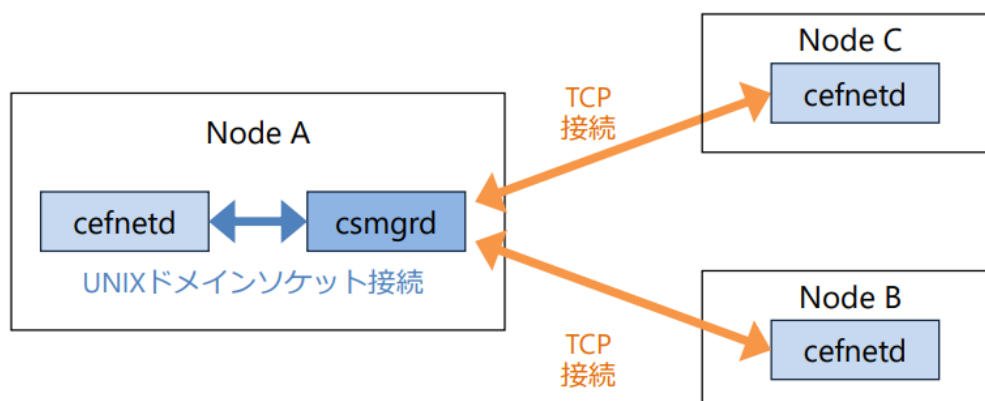 Node A
cefnetd
csmgrd
UNIXドメインソケット接続
TCP
接続
TCP
接続
Node C
cefnetd
Node B
cefnetd